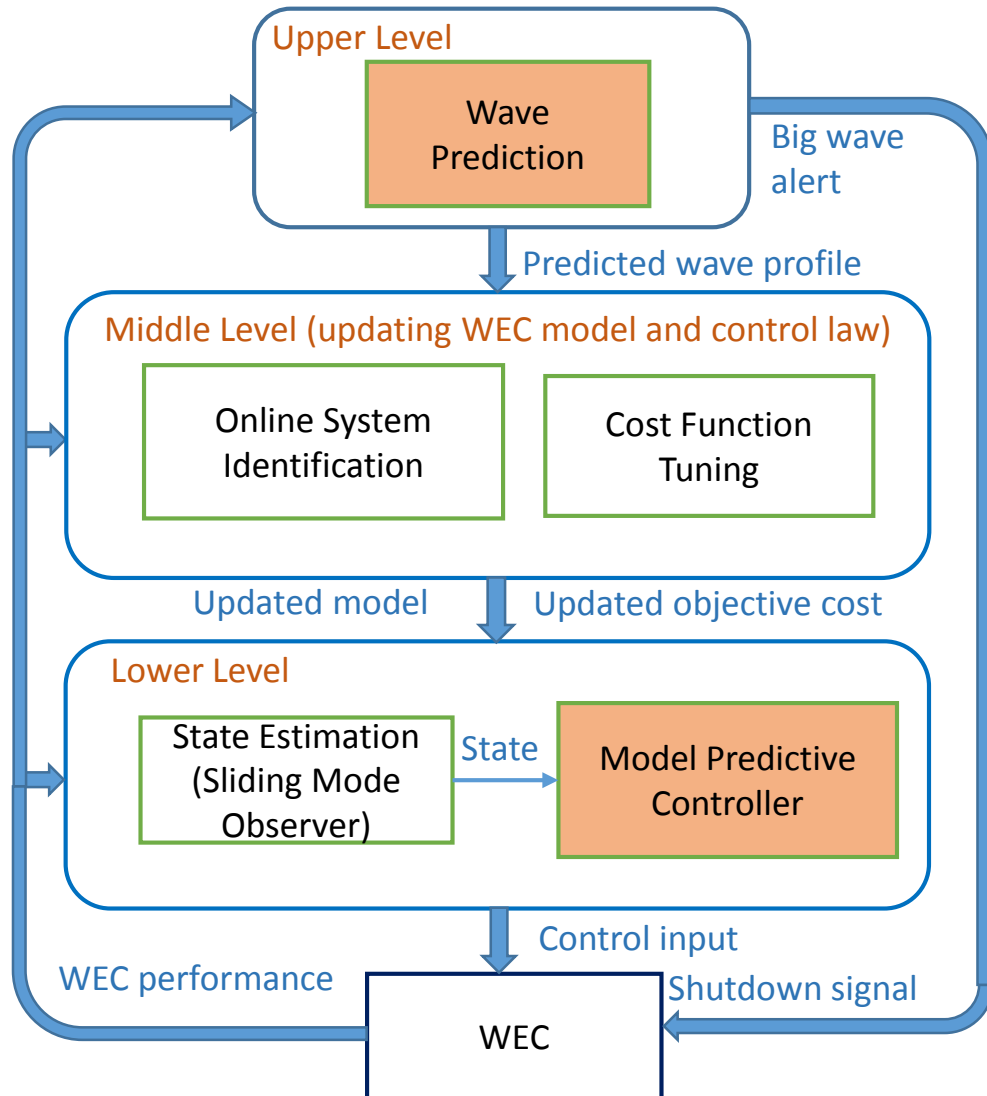 Upper Level
Wave
Prediction
Big wave
alert
Predicted wave profile
Middle Level (updating WEC model and control law)
Online System
Identification
Cost Function
Tuning
Updated model
Updated objective cost
Lower Level
State Estimation
(Sliding Mode
Observer)
State
Model Predictive
Controller
Control input
WEC performance
Shutdown signal
WEC